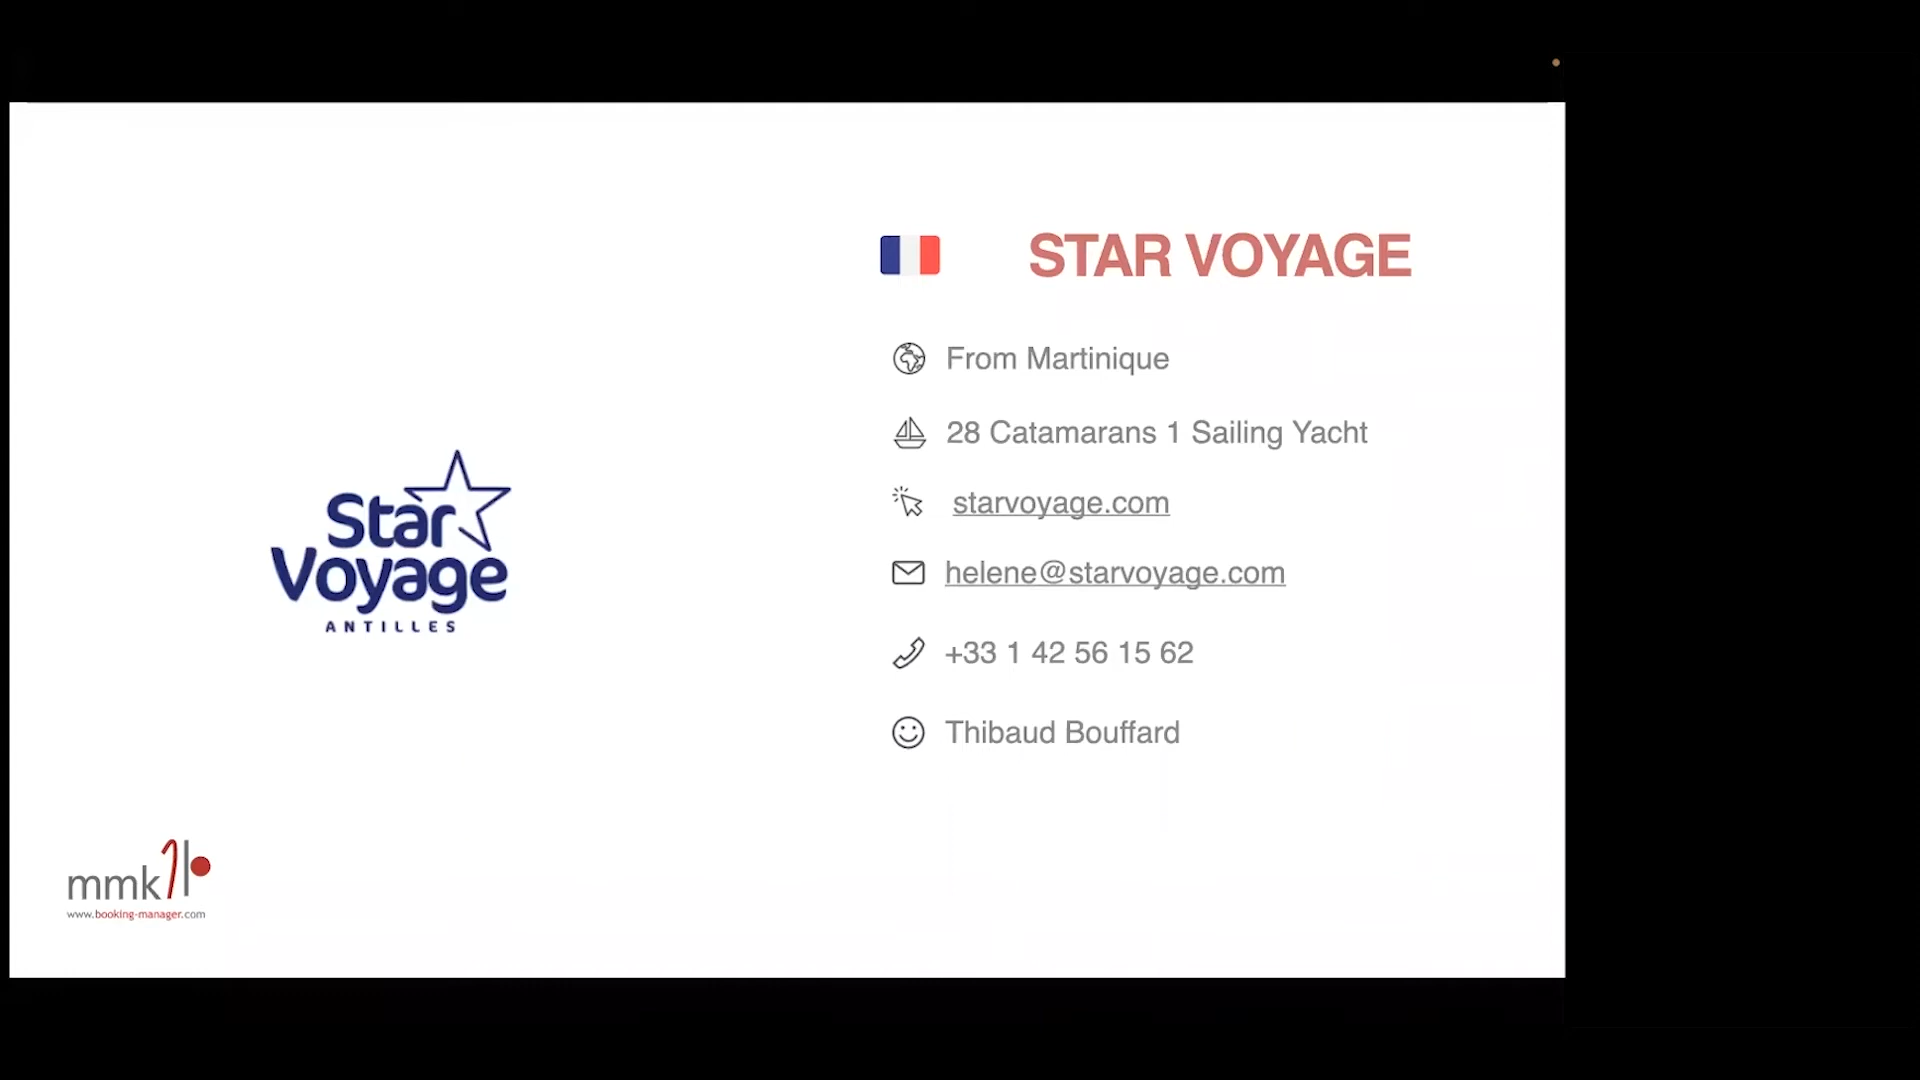 STAR VOYAGE
From Martinique
28 Catamarans 1 Sailing Yacht
starvoyage.com
helene@starvoyage.com
+33 1 42 56 15 62
Thibaud Bouffard
Star
Voyage
ANTILLES
mmk
www.booking-manager.com